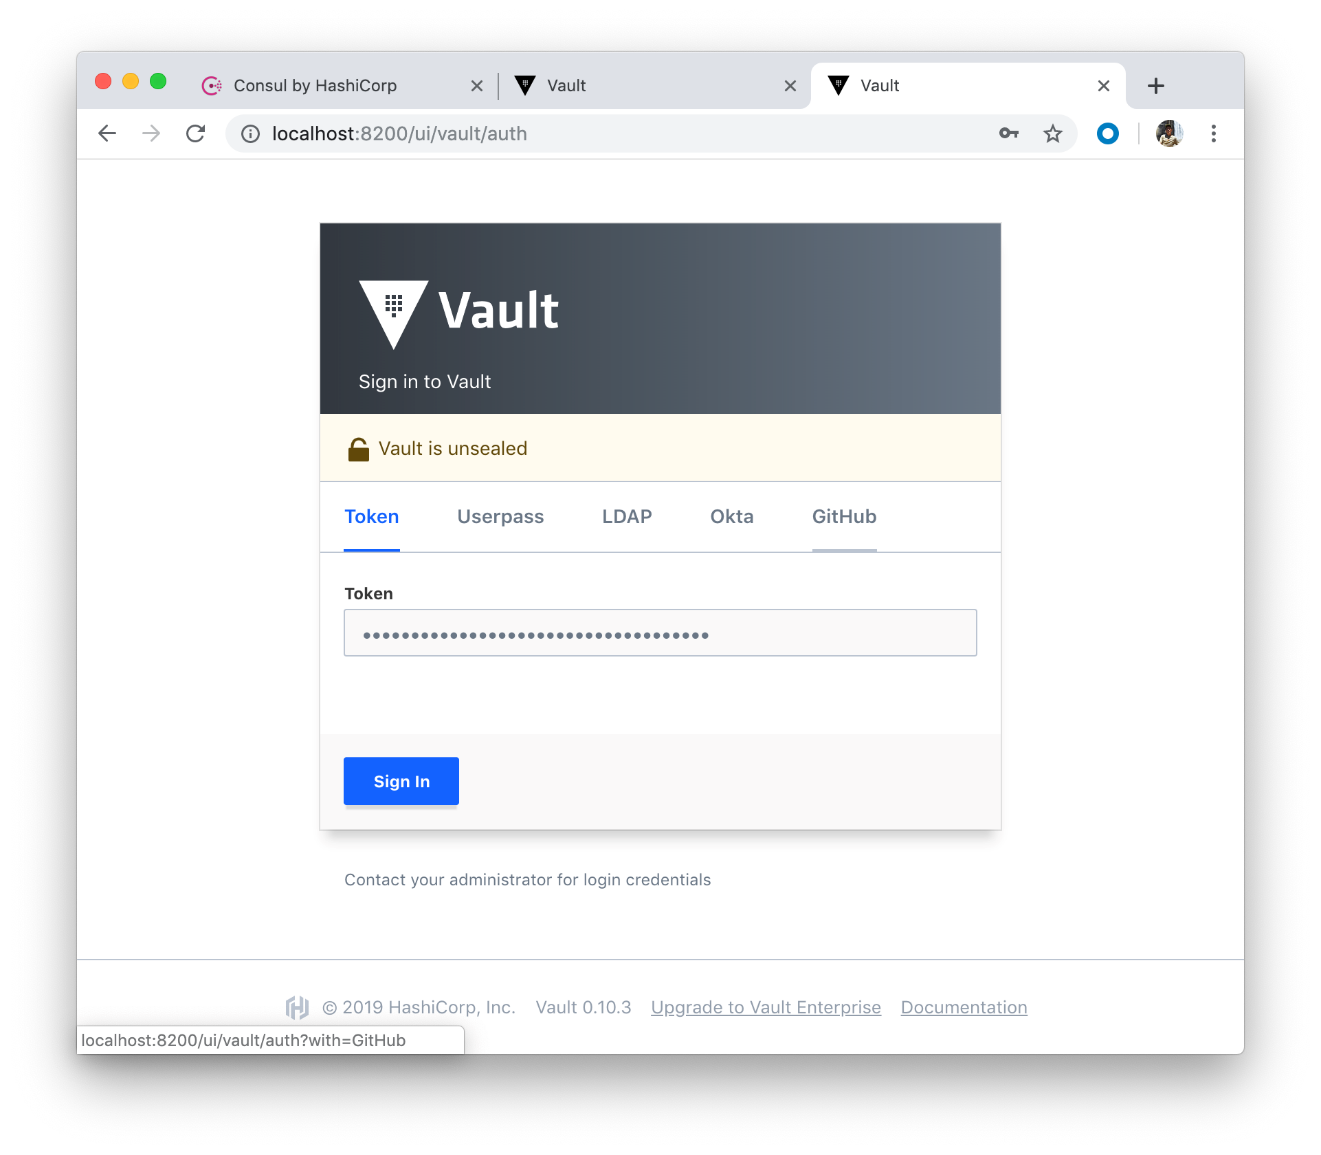 Consul by HashiCorp
Vault
Vault
localhost:8200/ui/vault/auth
Vault
Sign in to Vault
Vault is unsealed
Token Userpass LDAP Okta GitHub
Token
••••••••••••••••••••••••••••••••••••
Sign In
Contact your administrator for login credentials
© 2019 HashiCorp, Inc. Vault 0.10.3 Upgrade to Vault Enterprise Documentation
localhost:8200/ui/vault/auth?with=GitHub